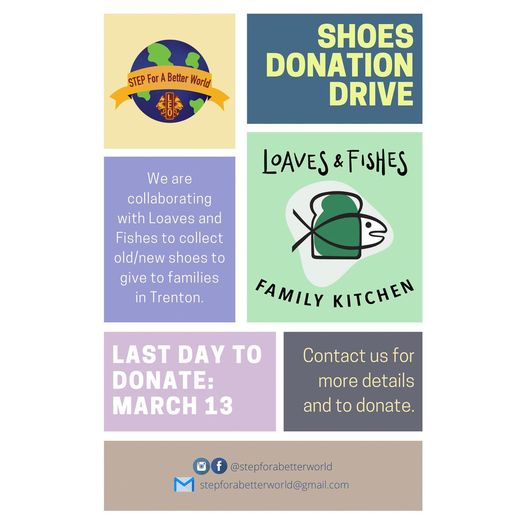 STEP For A Better World
LEO
SHOES
DONATION
DRIVE
We are
collaborating
with Loaves and
Fishes to collect
old/new shoes to
give to families
in Trenton.
LOAVES & FISHES
FAMILY KITCHEN
LAST DAY TO
DONATE:
MARCH 13
Contact us for
more details
and to donate.
@stepforabetterworld
stepforabetterworld@gmail.com